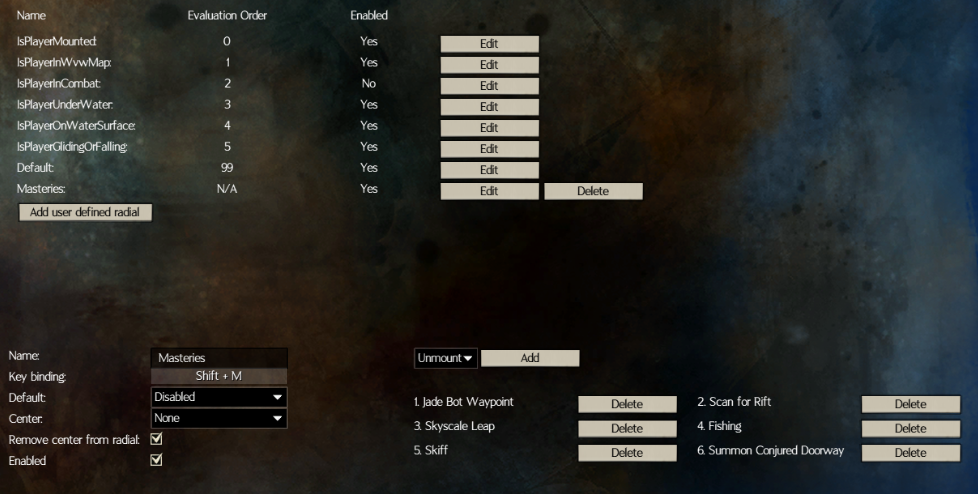 Name Evaluation Order Enabled
IsPlayerMounted: 0 Yes Edit
IsPlayerInWvwMap: 1 Yes Edit
IsPlayerInCombat: 2 No Edit
IsPlayerUnderWater: 3 Yes Edit
IsPlayerOnWaterSurface: 4 Yes Edit
IsPlayerGlidingOrFalling: 5 Yes Edit
Default: 99 Yes Edit
Masteries: N/A Yes Edit Delete
Add user defined radial
Name: Masteries Unmount Add
Key binding: Shift + M
Default: Disabled 1. Jade Bot Waypoint Delete 2. Scan for Rift Delete
Center: None 3. Skyscale Leap Delete 4. Fishing Delete
Remove center from radial: 5. Skiff Delete 6. Summon Conjured Doorway Delete
Enabled